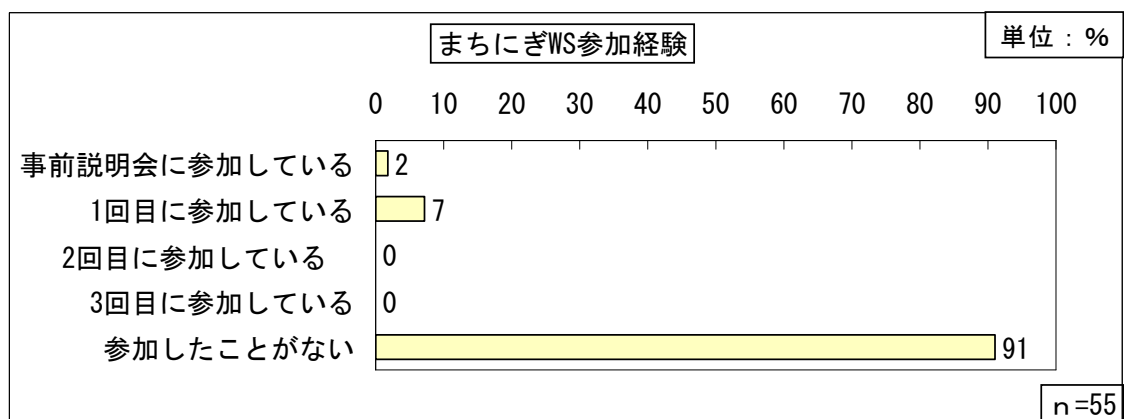 まちにぎWS参加経験
単位：％
0 10 20 30 40 50 60 70 80 90 100
事前説明会に参加している 2
1回目に参加している 7
2回目に参加している 0
3回目に参加している 0
参加したことがない 91
ｎ=55